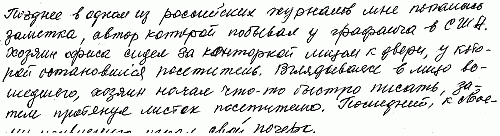 Позднее в одном из российских журналов мне попалась
заметка, автор которой побывал у графолога в США.
Хозяин офиса сидел за конторкой лицом к двери, у кото-
рой остановился посетитель. Вглядываясь в лицо во-
шедшего, хозяин начал что-то быстро писать, за-
тем протянул листок посетителю. Последний, к свое-
му изумлению узнал свой почерк.